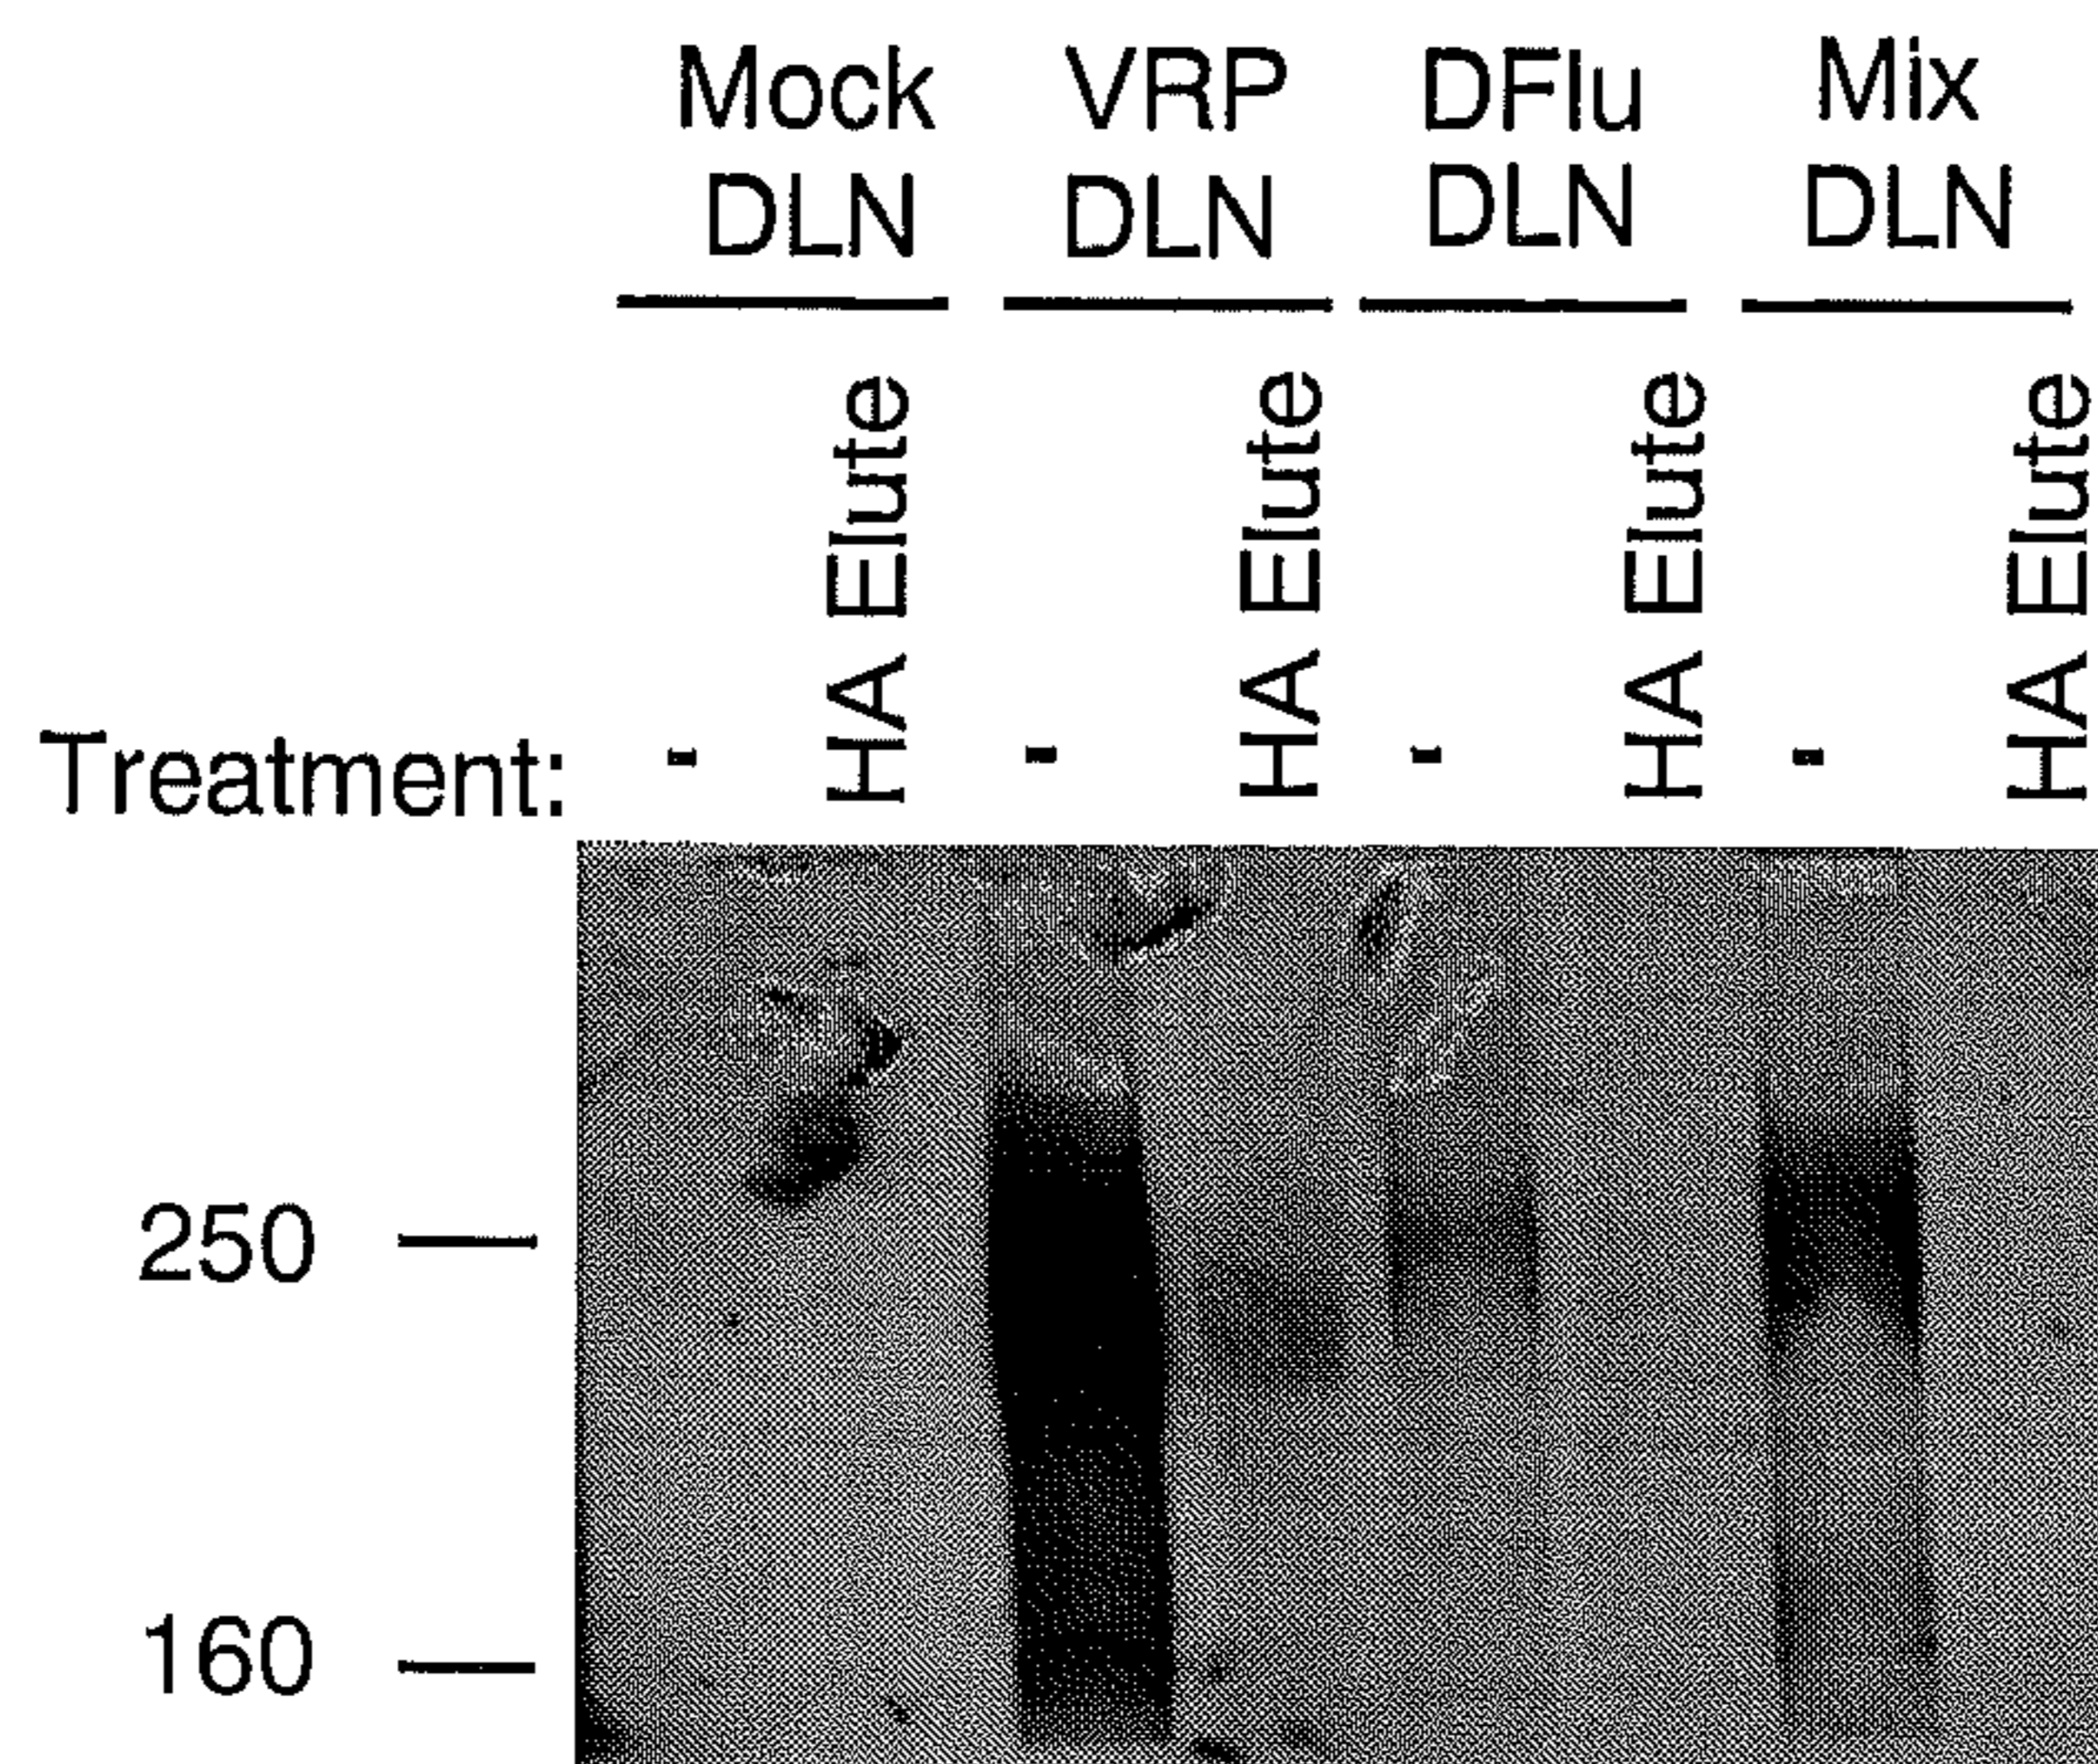 Mock VRP DFlu Mix
DLN DLN DLN DLN
Treatment: - HA Elute - HA Elute - HA Elute - HA Elute
250
160